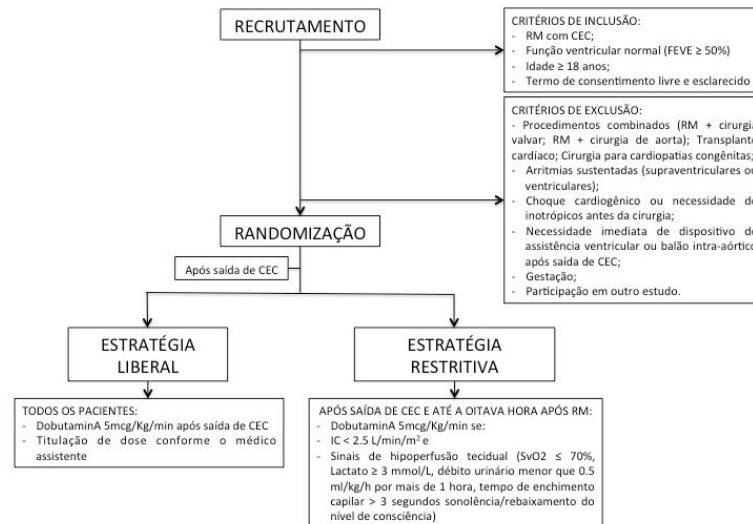 RECRUTAMENTO
CRITÉRIOS DE INCLUSÃO:
- RM com CEC;
- Função ventricular normal (FEVE ≥ 50%)
- Idade ≥ 18 anos;
- Termo de consentimento livre e esclarecido
CRITÉRIOS DE EXCLUSÃO:
- Procedimentos combinados (RM + cirurgia
valvar; RM + cirurgia de aorta); Transplante
cardíaco; Cirurgia para cardiopatias congênitas;
- Arritmias sustentadas (supraventriculares ou
ventriculares);
- Choque cardiogênico ou necessidade de
inotrópicos antes da cirurgia;
- Necessidade imediata de dispositivo de
assistência ventricular ou balão intra-aórtico
após saída de CEC;
- Gestação;
- Participação em outro estudo.
RANDOMIZAÇÃO
Após saída de CEC
ESTRATÉGIA
LIBERAL
ESTRATÉGIA
RESTRITIVA
TODOS OS PACIENTES:
- DobutaminA 5mcg/Kg/min após saída de CEC
- Titulação de dose conforme o médico
assistente
APÓS SAÍDA DE CEC E ATÉ A OITAVA HORA APÓS RM:
- DobutaminA 5mcg/Kg/min se:
- IC < 2.5 L/min/m² e
- Sinais de hipoperfusão tecidual (SvO2 ≤ 70%,
Lactato ≥ 3 mmol/L, débito urinário menor que 0.5
ml/kg/h por mais de 1 hora, tempo de enchimento
capilar > 3 segundos sonolência/rebaixamento do
nível de consciência)